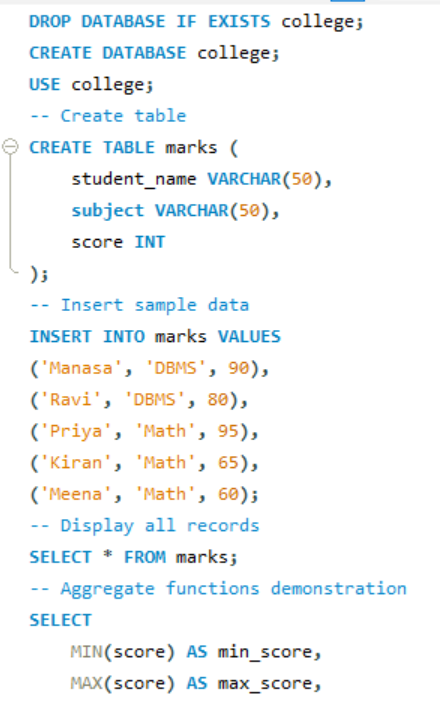 DROP DATABASE IF EXISTS college;
CREATE DATABASE college;
USE college;
-- Create table
CREATE TABLE marks (
    student_name VARCHAR(50),
    subject VARCHAR(50),
    score INT
);
-- Insert sample data
INSERT INTO marks VALUES
('Manasa', 'DBMS', 90),
('Ravi', 'DBMS', 80),
('Priya', 'Math', 95),
('Kiran', 'Math', 65),
('Meena', 'Math', 60);
-- Display all records
SELECT * FROM marks;
-- Aggregate functions demonstration
SELECT
    MIN(score) AS min_score,
    MAX(score) AS max_score,